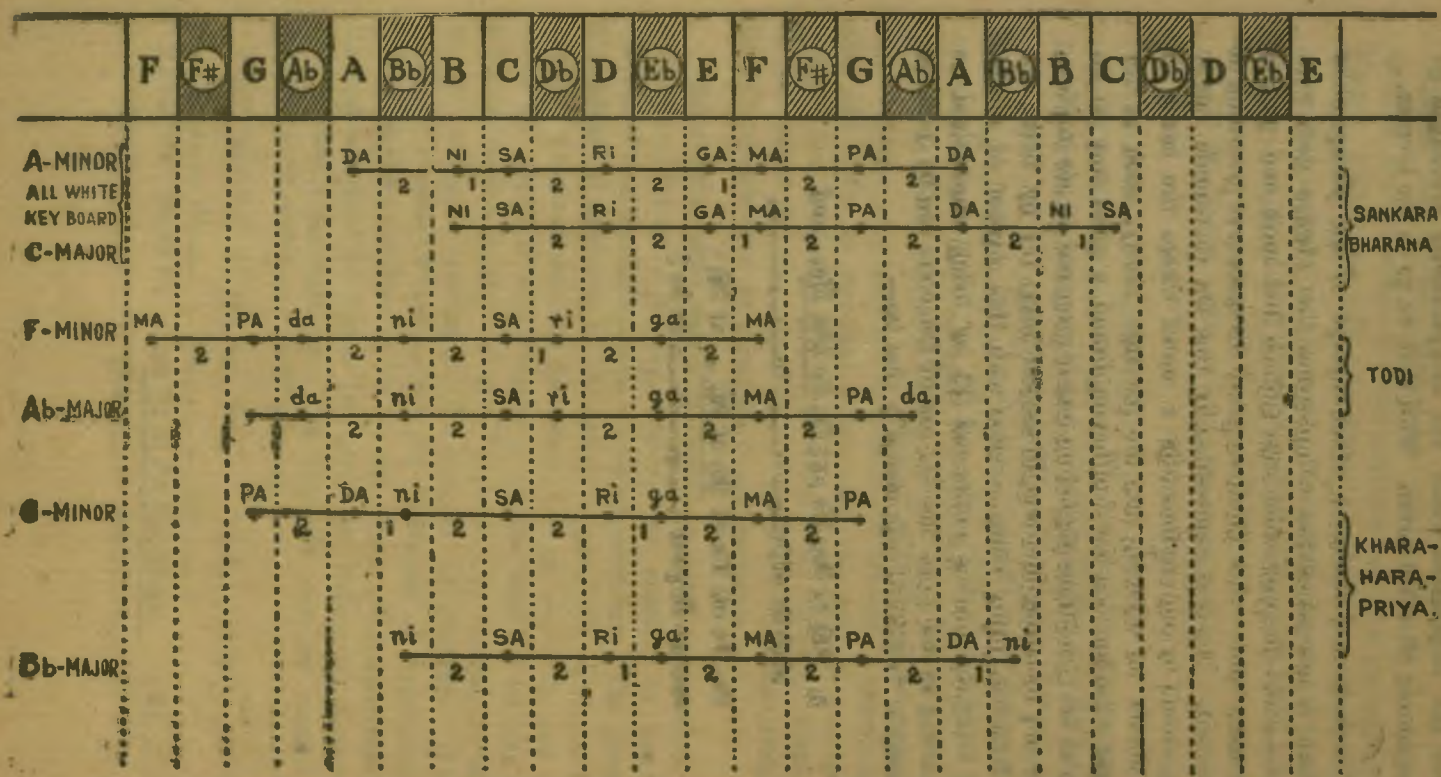 F F# G Ab A Bb B C Db D Eb E F F# G Ab A Bb B C Db D Eb E
A-MINOR
ALL WHITE
KEY BOARD
C-MAJOR
DA NI SA Ri GA MA PA DA
2 1 2 2 1 2 2
NI SA Ri GA MA PA DA NI SA
2 2 1 2 2 2 1
SANKARA
BHARANA
F-MINOR
MA PA da ni SA ri ga MA
2 2 2 1 2 2
TODI
Ab-MAJOR
da ni SA ri ga MA PA da
2 2 2 2 2
-MINOR
PA DA ni SA Ri ga MA PA
2 1 2 2 1 2 2
KHARA-
HARA-
PRIYA.
Bb-MAJOR
ni SA Ri ga MA PA DA ni
2 2 1 2 2 2 1